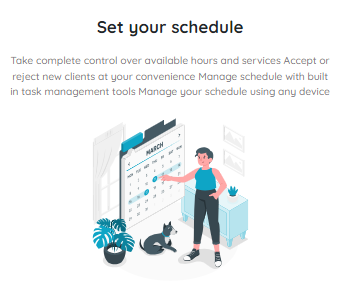 Set your schedule
Take complete control over available hours and services Accept or
reject new clients at your convenience Manage schedule with built
in task management tools Manage your schedule using any device
MARCH